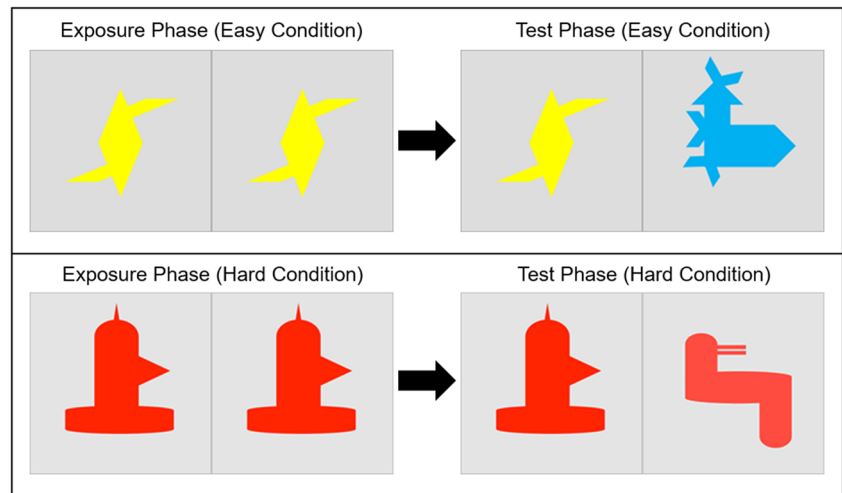 Exposure Phase (Easy Condition)
Test Phase (Easy Condition)
Exposure Phase (Hard Condition)
Test Phase (Hard Condition)